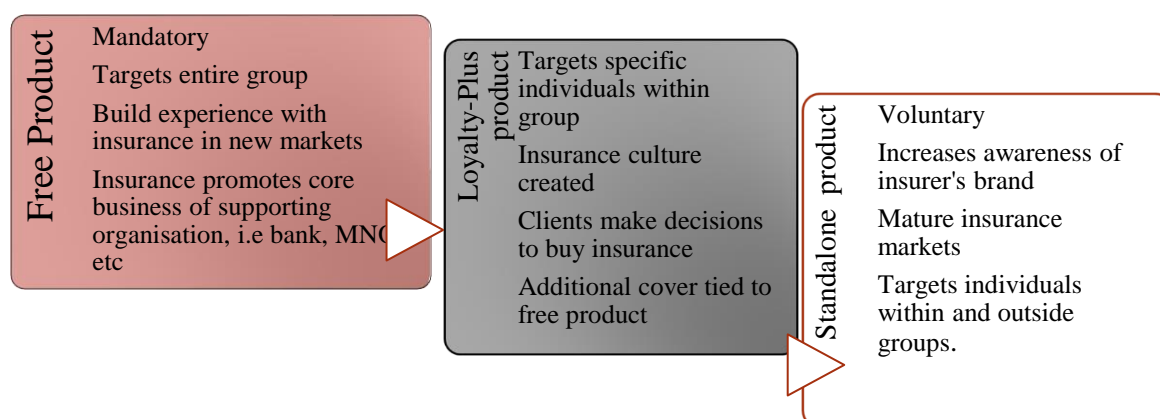 Free Product
Mandatory
Targets entire group
Build experience with
insurance in new markets
Insurance promotes core
business of supporting
organisation, i.e bank, MNO
etc
Loyalty-Plus
product
Targets specific
individuals within
group
Insurance culture
created
Clients make decisions
to buy insurance
Additional cover tied to
free product
Standalone product
Voluntary
Increases awareness of
insurer's brand
Mature insurance
markets
Targets individuals
within and outside
groups.